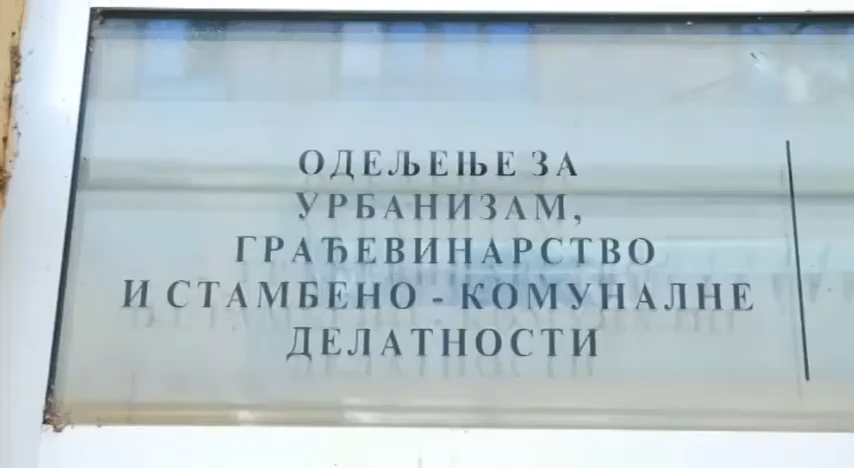 ОДЕЉЕЊЕ ЗА
УРБАНИЗАМ,
ГРАЂЕВИНАРСТВО
И СТАМБЕНО - КОМУНАЛНЕ
ДЕЛАТНОСТИ